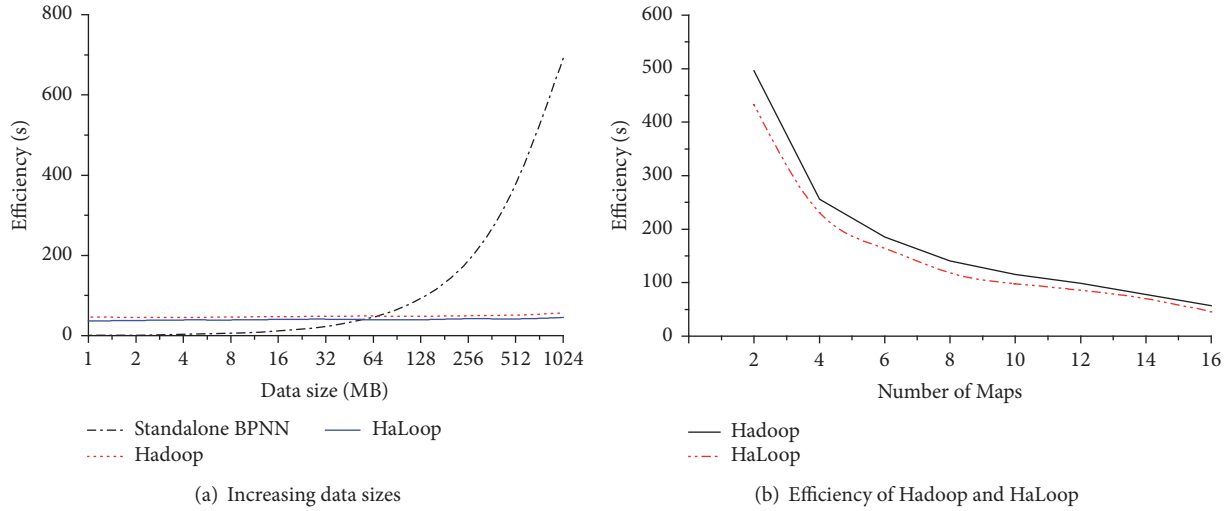 800
600
400
200
0
Efficiency (s)
1 2 4 8 16 32 64 128 256 512 1024
Data size (MB)
Standalone BPNN HaLoop
Hadoop
(a) Increasing data sizes
600
500
400
300
200
100
0
Efficiency (s)
2 4 6 8 10 12 14 16
Number of Maps
Hadoop
HaLoop
(b) Efficiency of Hadoop and HaLoop